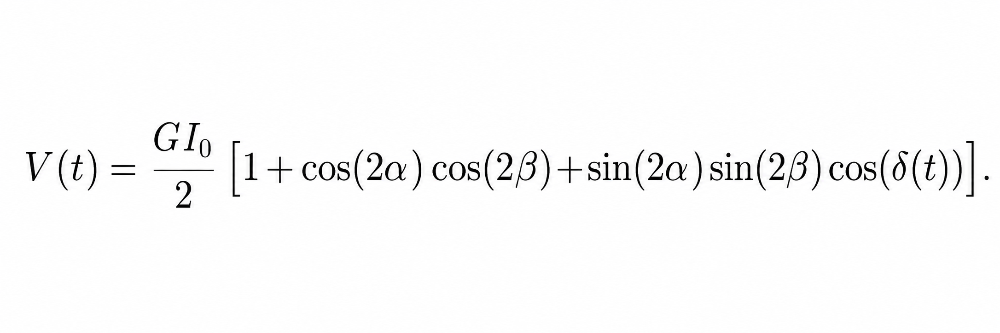 V(t) = \frac{GI_0}{2} \left[ 1 + \cos(2\alpha) \cos(2\beta) + \sin(2\alpha) \sin(2\beta) \cos(\delta(t)) \right].